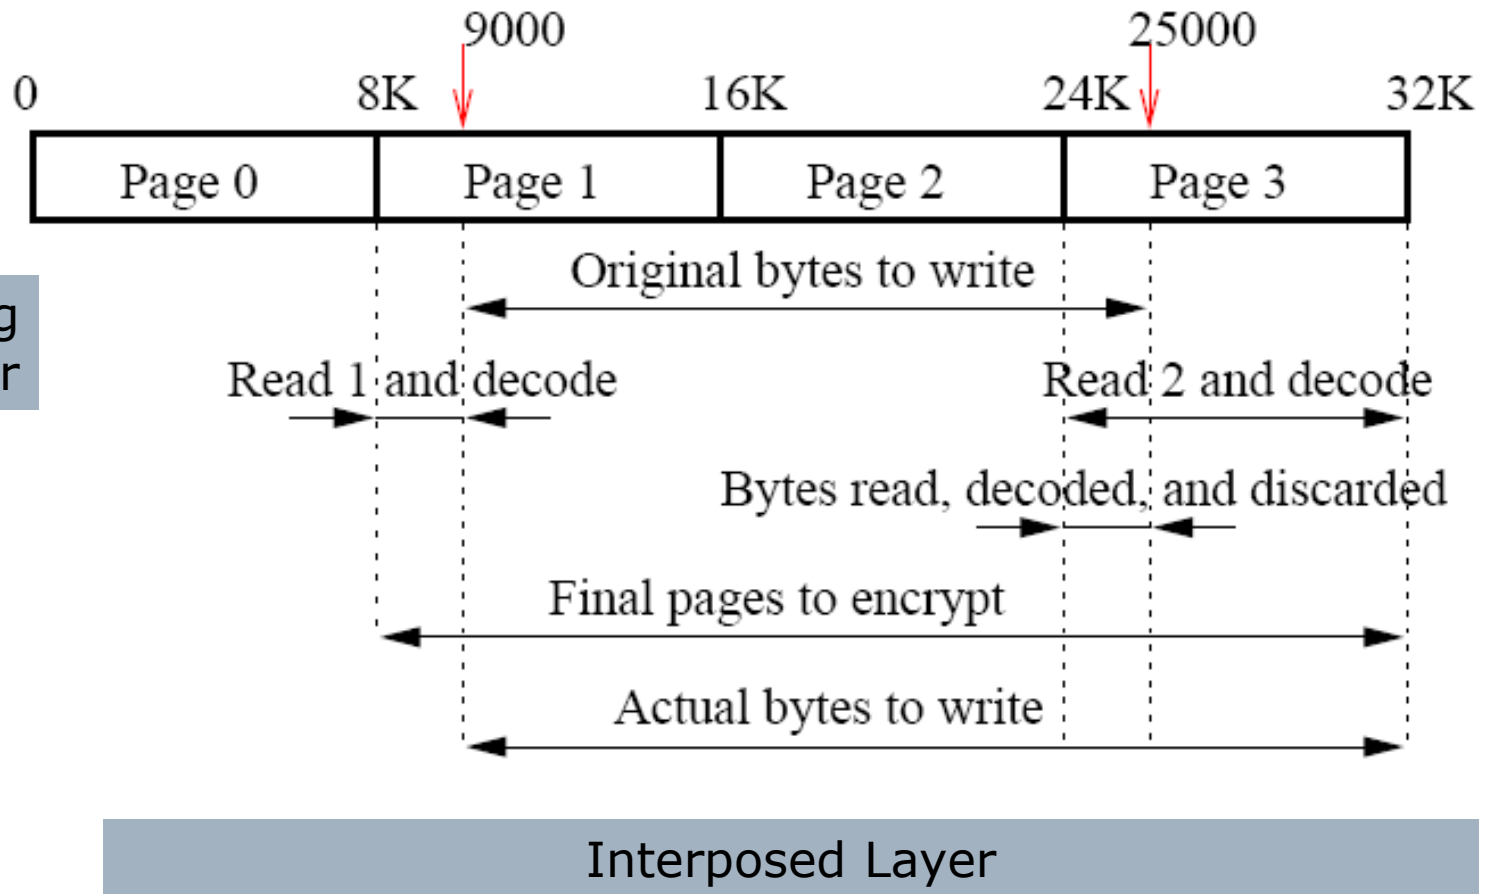 9000 25000
0 8K 16K 24K 32K
Page 0 Page 1 Page 2 Page 3
Original bytes to write
Read 1 and decode Read 2 and decode
Bytes read, decoded, and discarded
Final pages to encrypt
Actual bytes to write
Interposed Layer